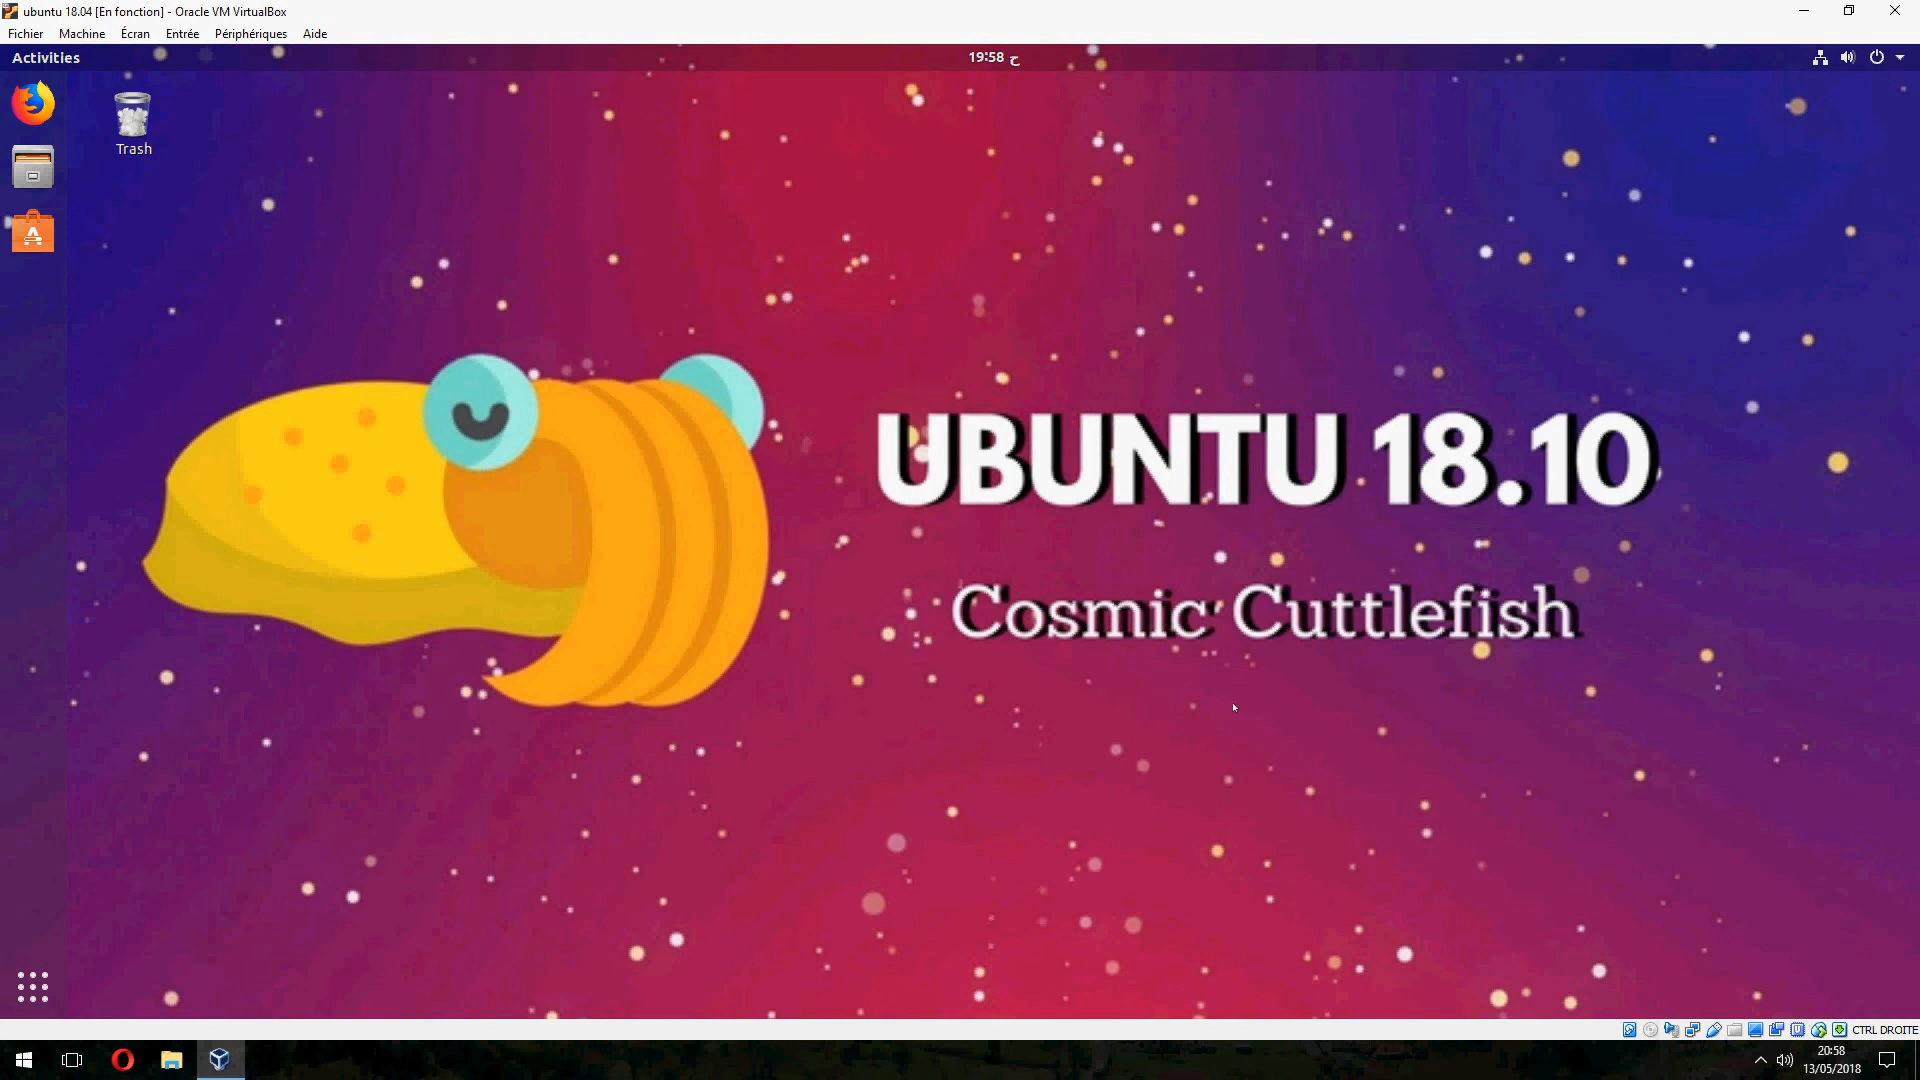 ubuntu 18.04 [En fonction] - Oracle VM VirtualBox
Fichier Machine Écran Entrée Périphériques Aide
Activities
19:58 ح
Trash
UBUNTU 18.10
Cosmic Cuttlefish
CTRL DROITE
20:58
13/05/2018